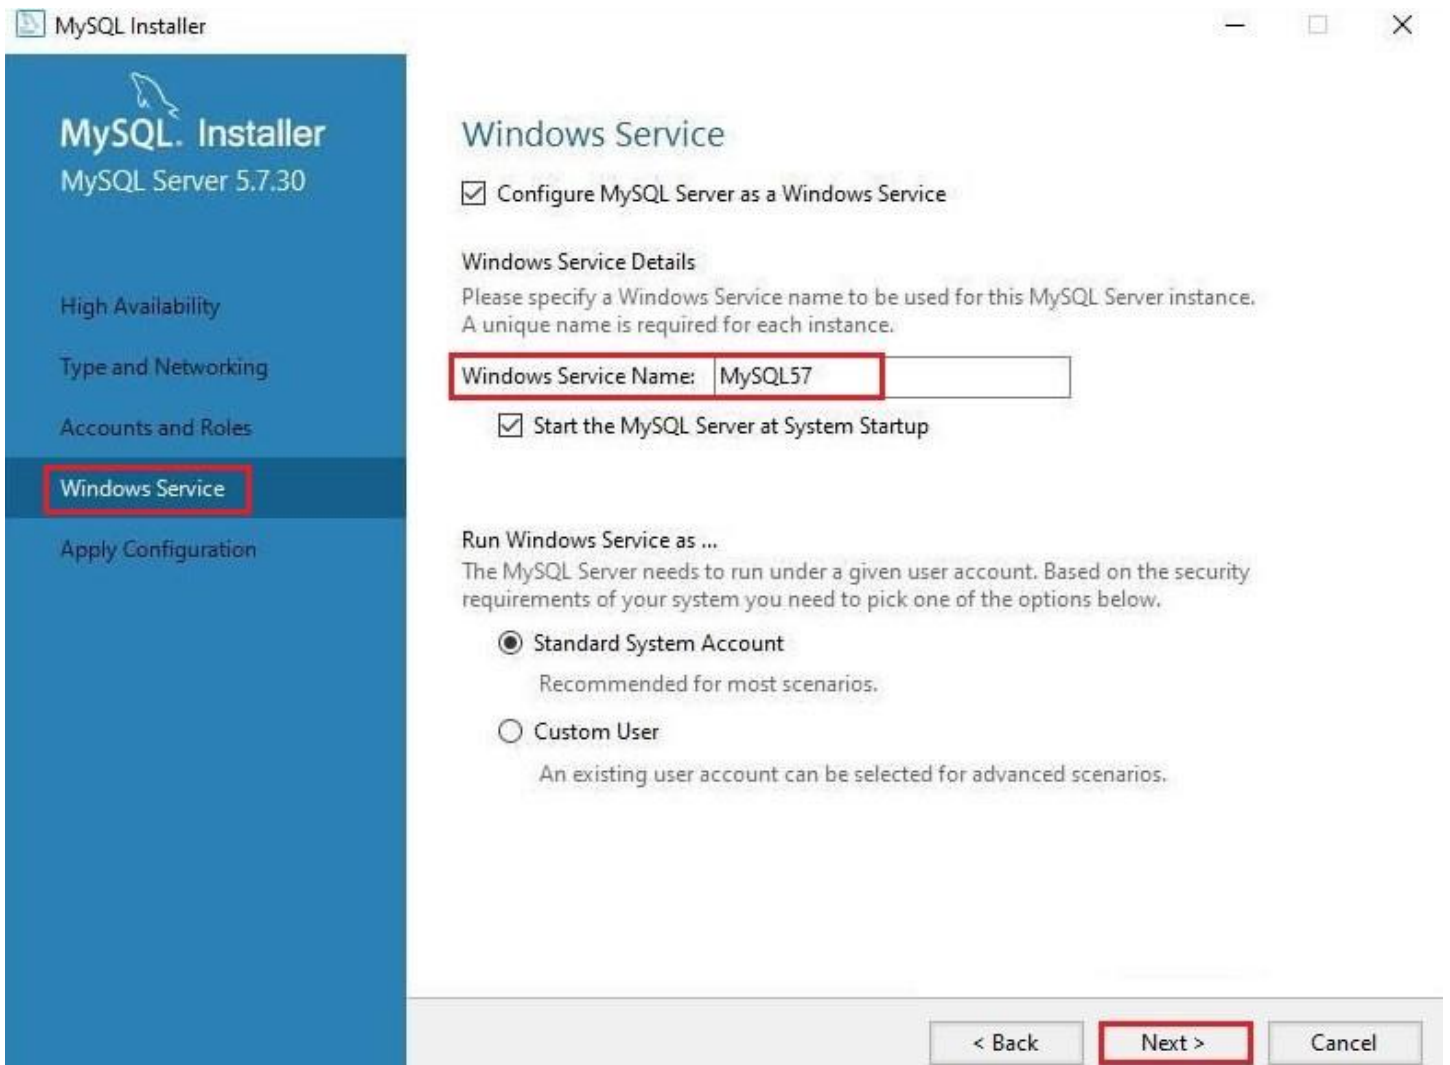 MySQL Installer
MySQL. Installer
MySQL Server 5.7.30
High Availability
Type and Networking
Accounts and Roles
Windows Service
Apply Configuration
Windows Service
Configure MySQL Server as a Windows Service
Windows Service Details
Please specify a Windows Service name to be used for this MySQL Server instance.
A unique name is required for each instance.
Windows Service Name: MySQL57
Start the MySQL Server at System Startup
Run Windows Service as ...
The MySQL Server needs to run under a given user account. Based on the security
requirements of your system you need to pick one of the options below.
Standard System Account
Recommended for most scenarios.
Custom User
An existing user account can be selected for advanced scenarios.
< Back Next > Cancel